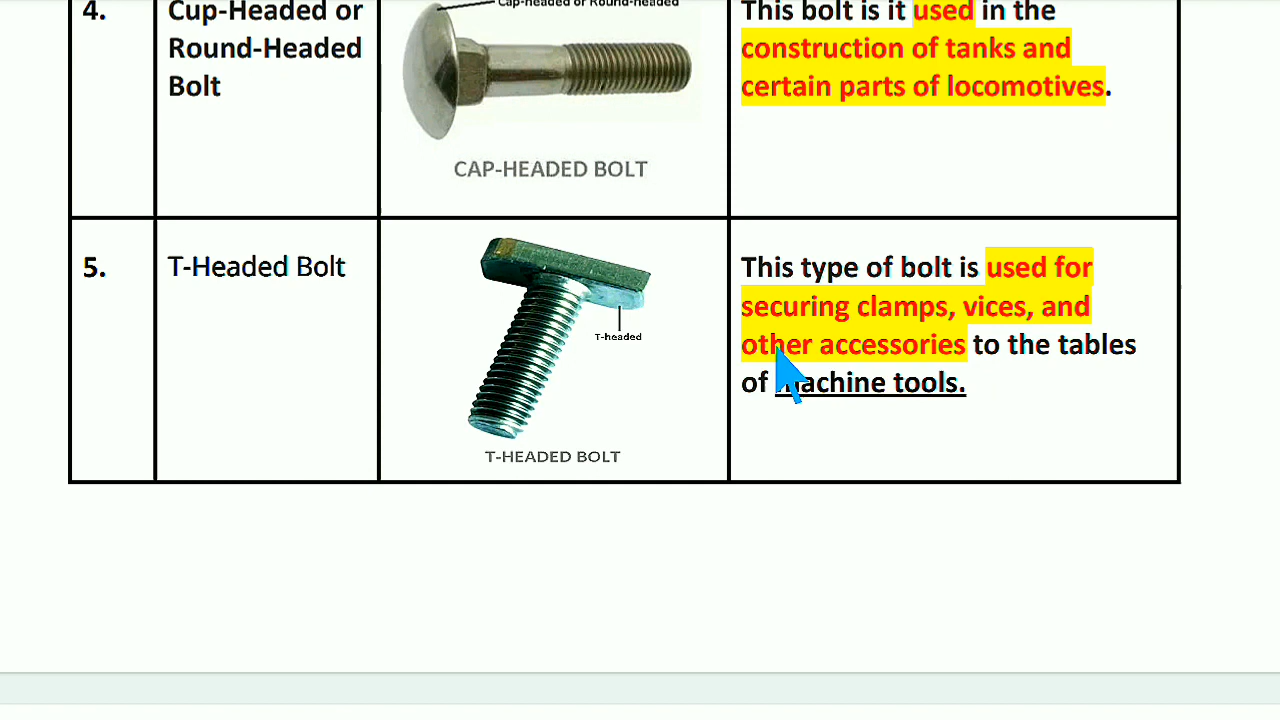 4.
Cup-Headed or
Round-Headed
Bolt
Cap-headed or Round-headed
CAP-HEADED BOLT
This bolt is it used in the
construction of tanks and
certain parts of locomotives.
5.
T-Headed Bolt
T-headed
T-HEADED BOLT
This type of bolt is used for
securing clamps, vices, and
other accessories to the tables
of machine tools.